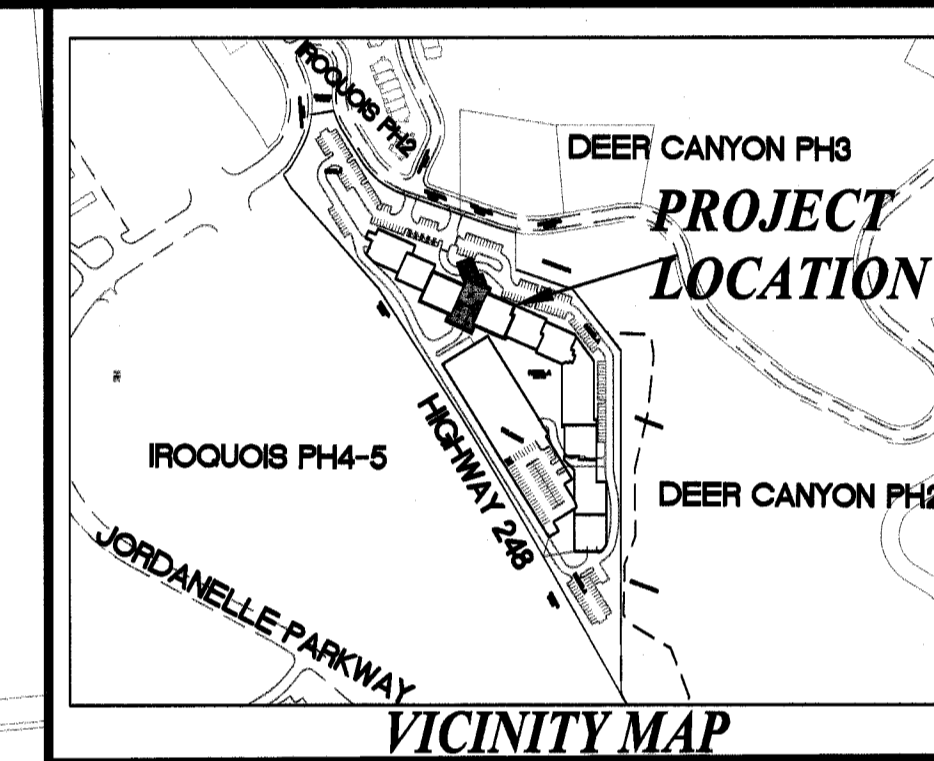 IROQUOIS PH2
DEER CANYON PH3
PROJECT
LOCATION
IROQUOIS PH4-5
HIGHWAY 248
DEER CANYON PH2
JORDANELLE PARKWAY
VICINITY MAP